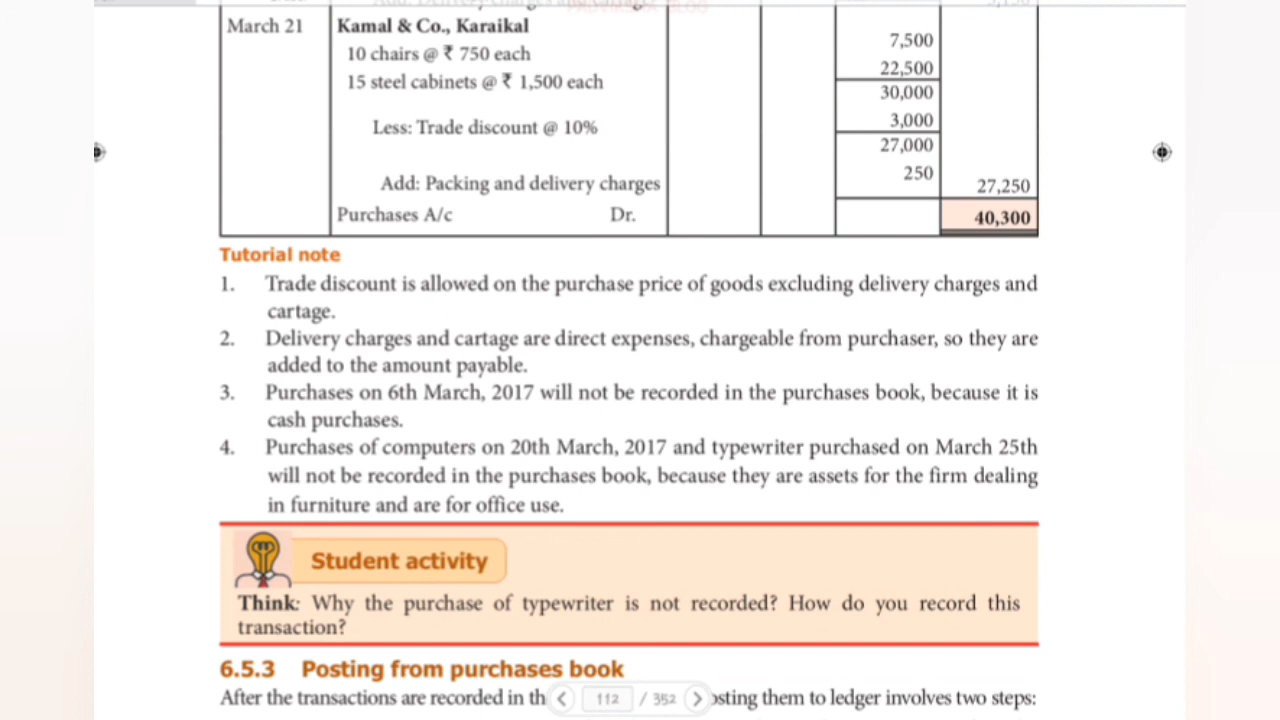 March 21 Kamal & Co., Karaikal
10 chairs @ ₹ 750 each 7,500
15 steel cabinets @ ₹ 1,500 each 22,500
30,000
Less: Trade discount @ 10% 3,000
27,000
Add: Packing and delivery charges 250 27,250
Purchases A/c Dr. 40,300
Tutorial note
1. Trade discount is allowed on the purchase price of goods excluding delivery charges and
cartage.
2. Delivery charges and cartage are direct expenses, chargeable from purchaser, so they are
added to the amount payable.
3. Purchases on 6th March, 2017 will not be recorded in the purchases book, because it is
cash purchases.
4. Purchases of computers on 20th March, 2017 and typewriter purchased on March 25th
will not be recorded in the purchases book, because they are assets for the firm dealing
in furniture and are for office use.
Student activity
Think: Why the purchase of typewriter is not recorded? How do you record this
transaction?
6.5.3 Posting from purchases book
After the transactions are recorded in th < 112 / 352 > osting them to ledger involves two steps: